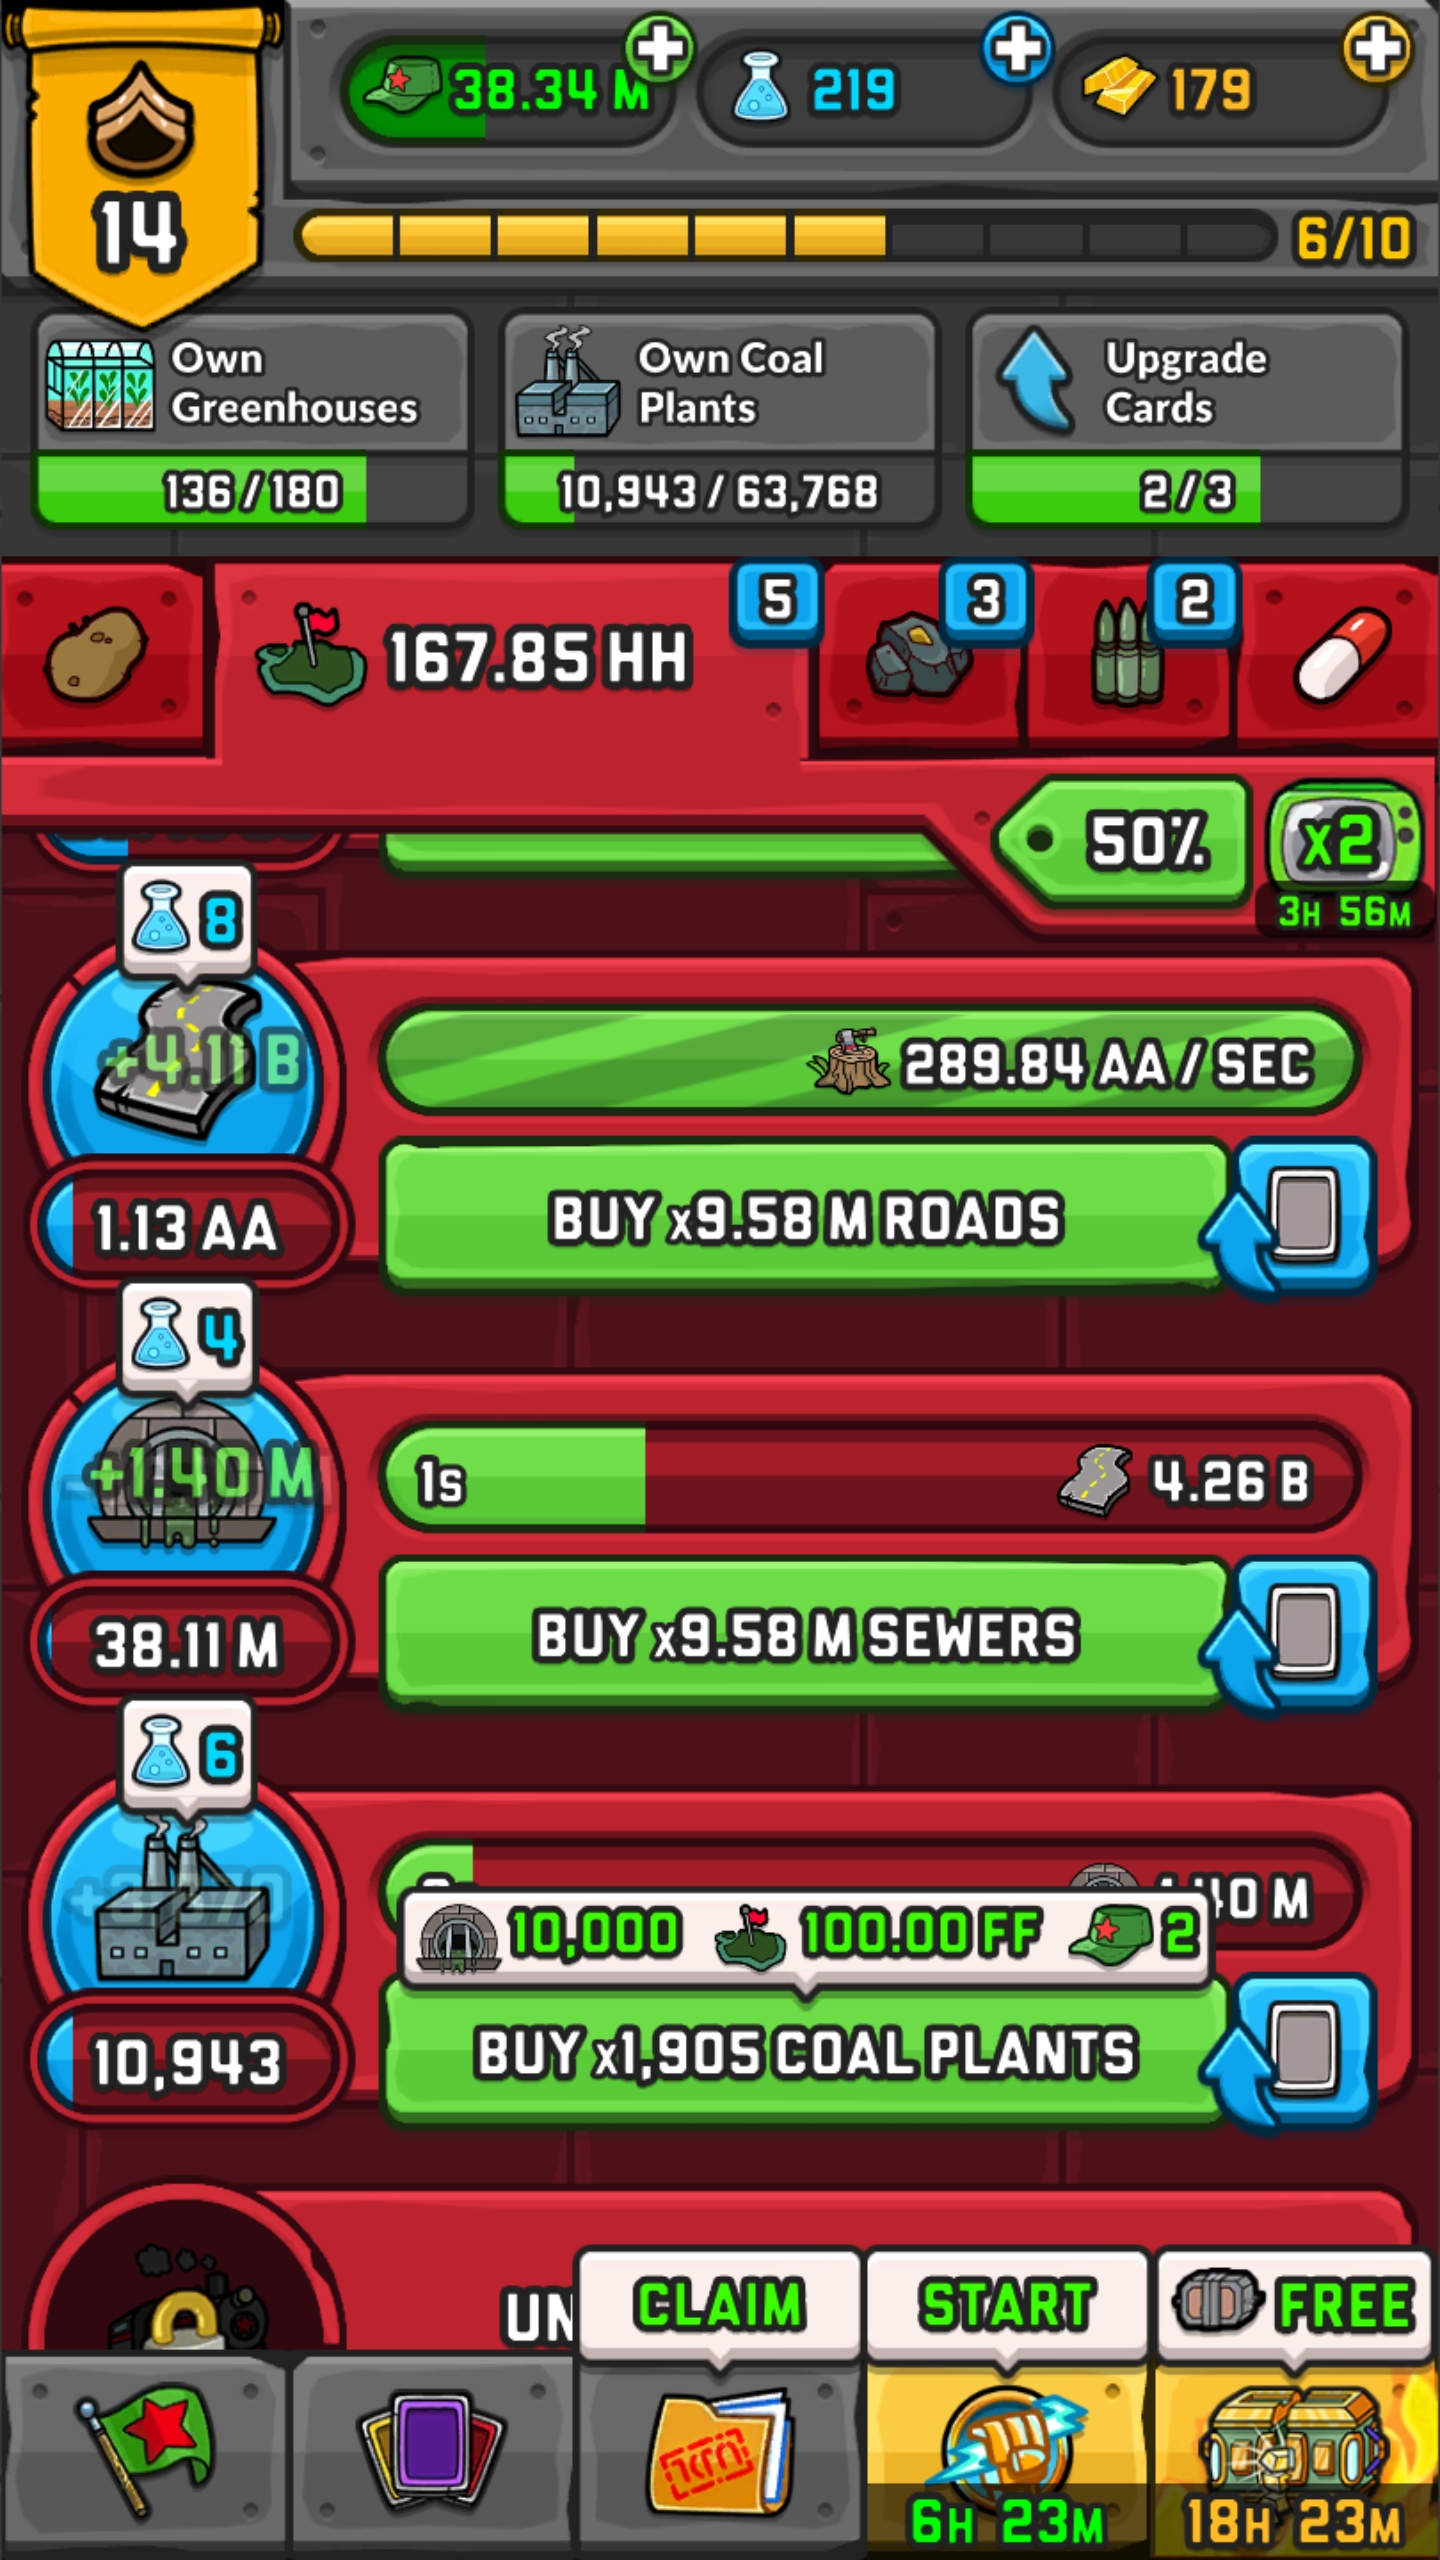 38.34 M
219
179
14
6/10
Own
Greenhouses
136/180
Own Coal
Plants
10,943/63,768
Upgrade
Cards
2/3
167.85 HH
5
3
2
50%
x2
3H 56M
8
+4.11 B
289.84 AA/SEC
1.13 AA
BUY x9.58 M ROADS
4
+1.40 M
1s
4.26 B
38.11 M
BUY x9.58 M SEWERS
6
10,000
100.00 FF
2
10,943
BUY x1,905 COAL PLANTS
CLAIM
START
FREE
6H 23M
18H 23M